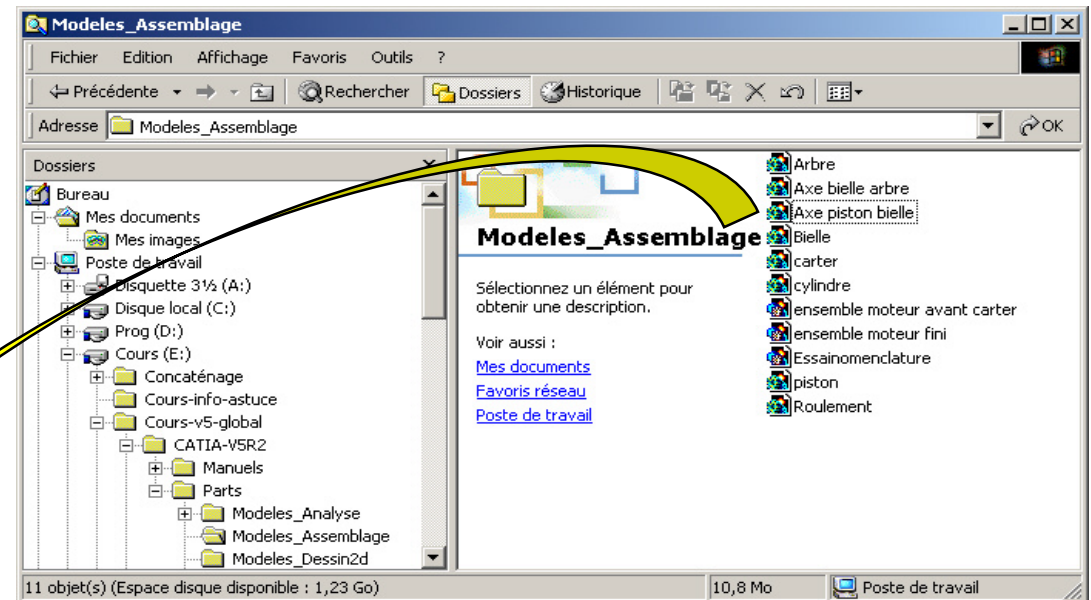 Modeles_Assemblage
Fichier Edition Affichage Favoris Outils ?
Précédente Rechercher Dossiers Historique
Adresse Modeles_Assemblage OK
Dossiers
Bureau
Mes documents
Mes images
Poste de travail
Disquette 3½ (A:)
Disque local (C:)
Prog (D:)
Cours (E:)
Concaténage
Cours-info-astuce
Cours-v5-global
CATIA-V5R2
Manuels
Parts
Modeles_Analyse
Modeles_Assemblage
Modeles_Dessin2d
Modeles_Assemblage
Sélectionnez un élément pour
obtenir une description.
Voir aussi :
Mes documents
Favoris réseau
Poste de travail
Arbre
Axe bielle arbre
Axe piston bielle
Bielle
carter
cylindre
ensemble moteur avant carter
ensemble moteur fini
Essainomenclature
piston
Roulement
11 objet(s) (Espace disque disponible : 1,23 Go) 10,8 Mo Poste de travail